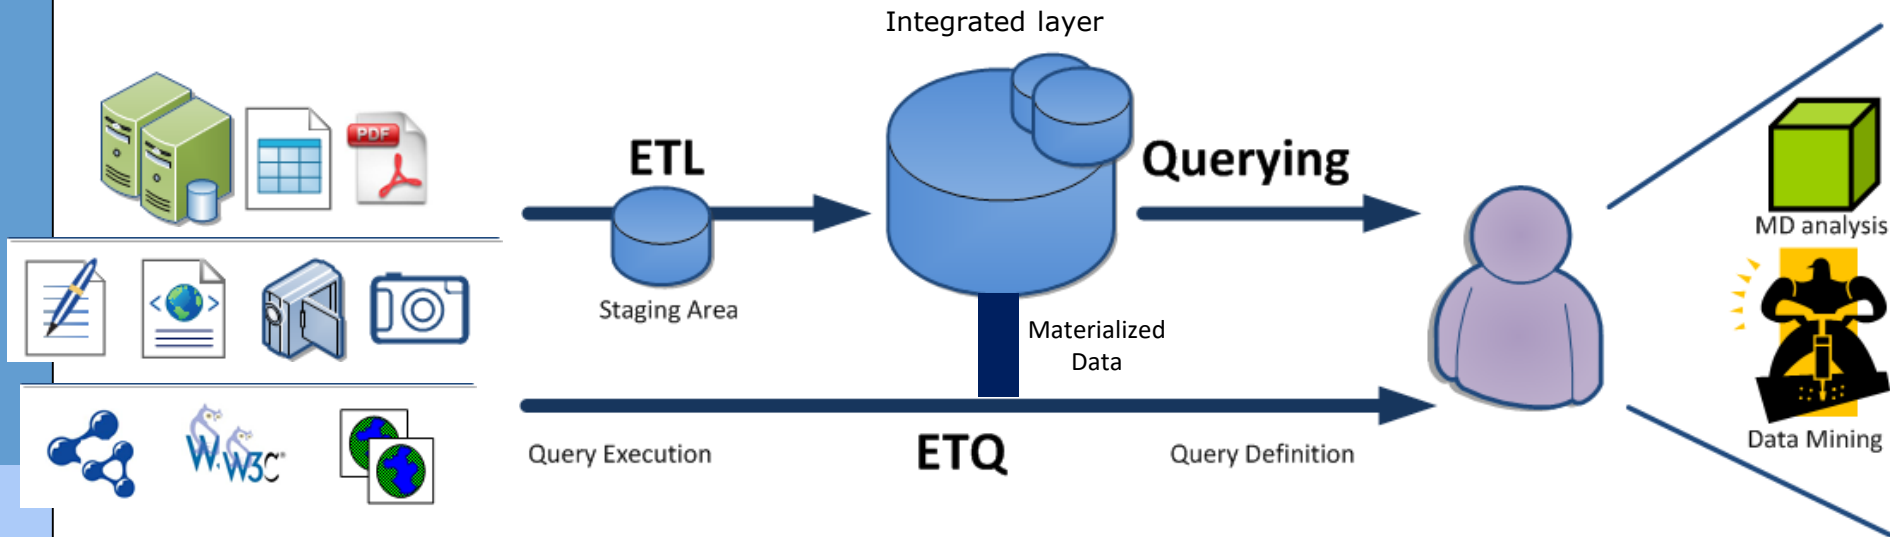 Integrated layer
PDF
ETL
Querying
MD analysis
Staging Area
Materialized
Data
W3C
Query Execution
ETQ
Query Definition
Data Mining